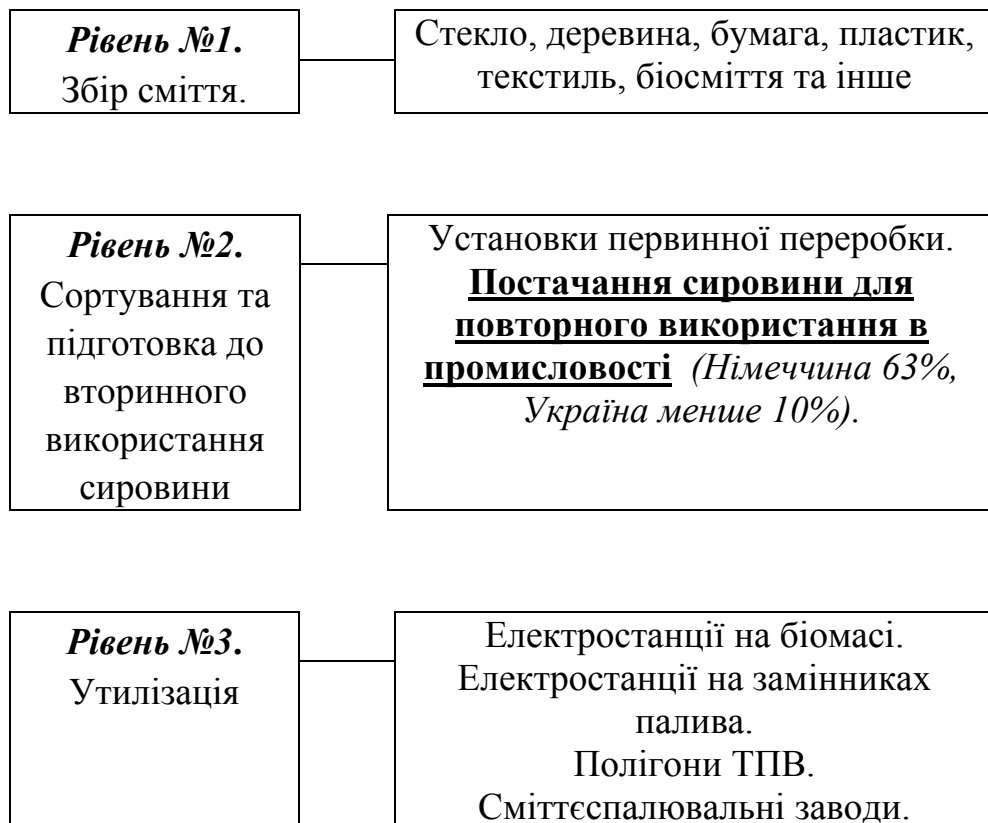 Рівень №1.
Збір сміття.
Стекло, деревина, бумага, пластик,
текстиль, біосміття та інше
Рівень №2.
Сортування та
підготовка до
вторинного
використання
сировини
Установки первинної переробки.
Постачання сировини для
повторного використання в
промисловості (Німеччина 63%,
Україна менше 10%).
Рівень №3.
Утилізація
Електростанції на біомасі.
Електростанції на замінниках
палива.
Полігони ТПВ.
Сміттєспалювальні заводи.